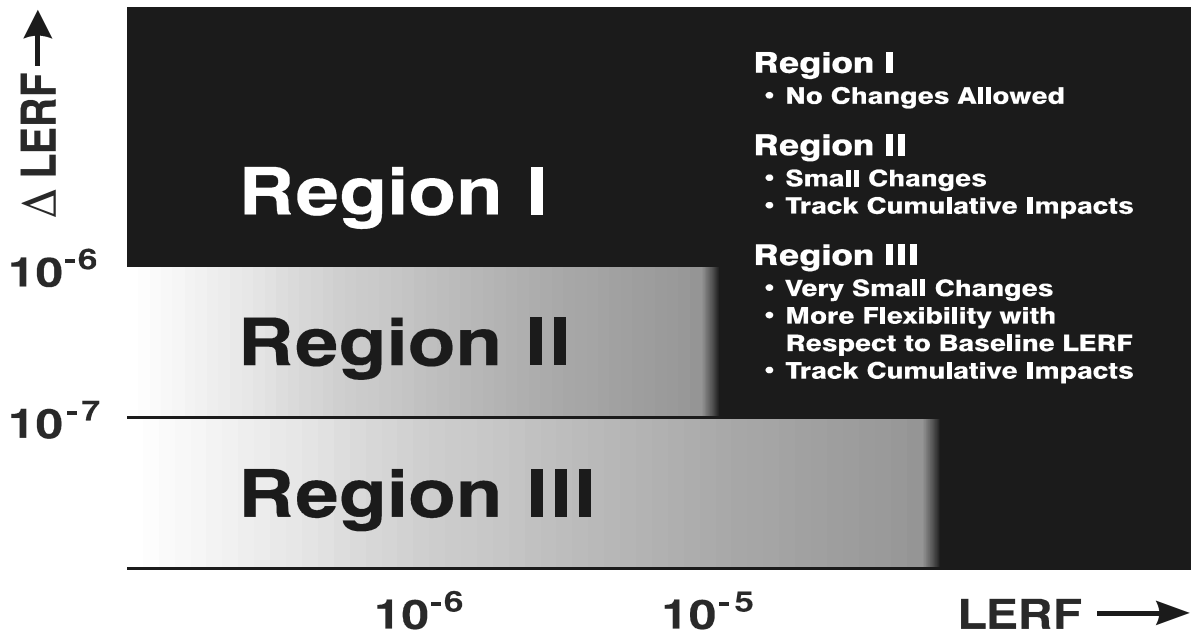 Δ LERF
Region I
• No Changes Allowed
Region II
• Small Changes
• Track Cumulative Impacts
Region III
• Very Small Changes
• More Flexibility with
Respect to Baseline LERF
• Track Cumulative Impacts
Region I
10⁻⁶
Region II
10⁻⁷
Region III
10⁻⁶ 10⁻⁵ LERF